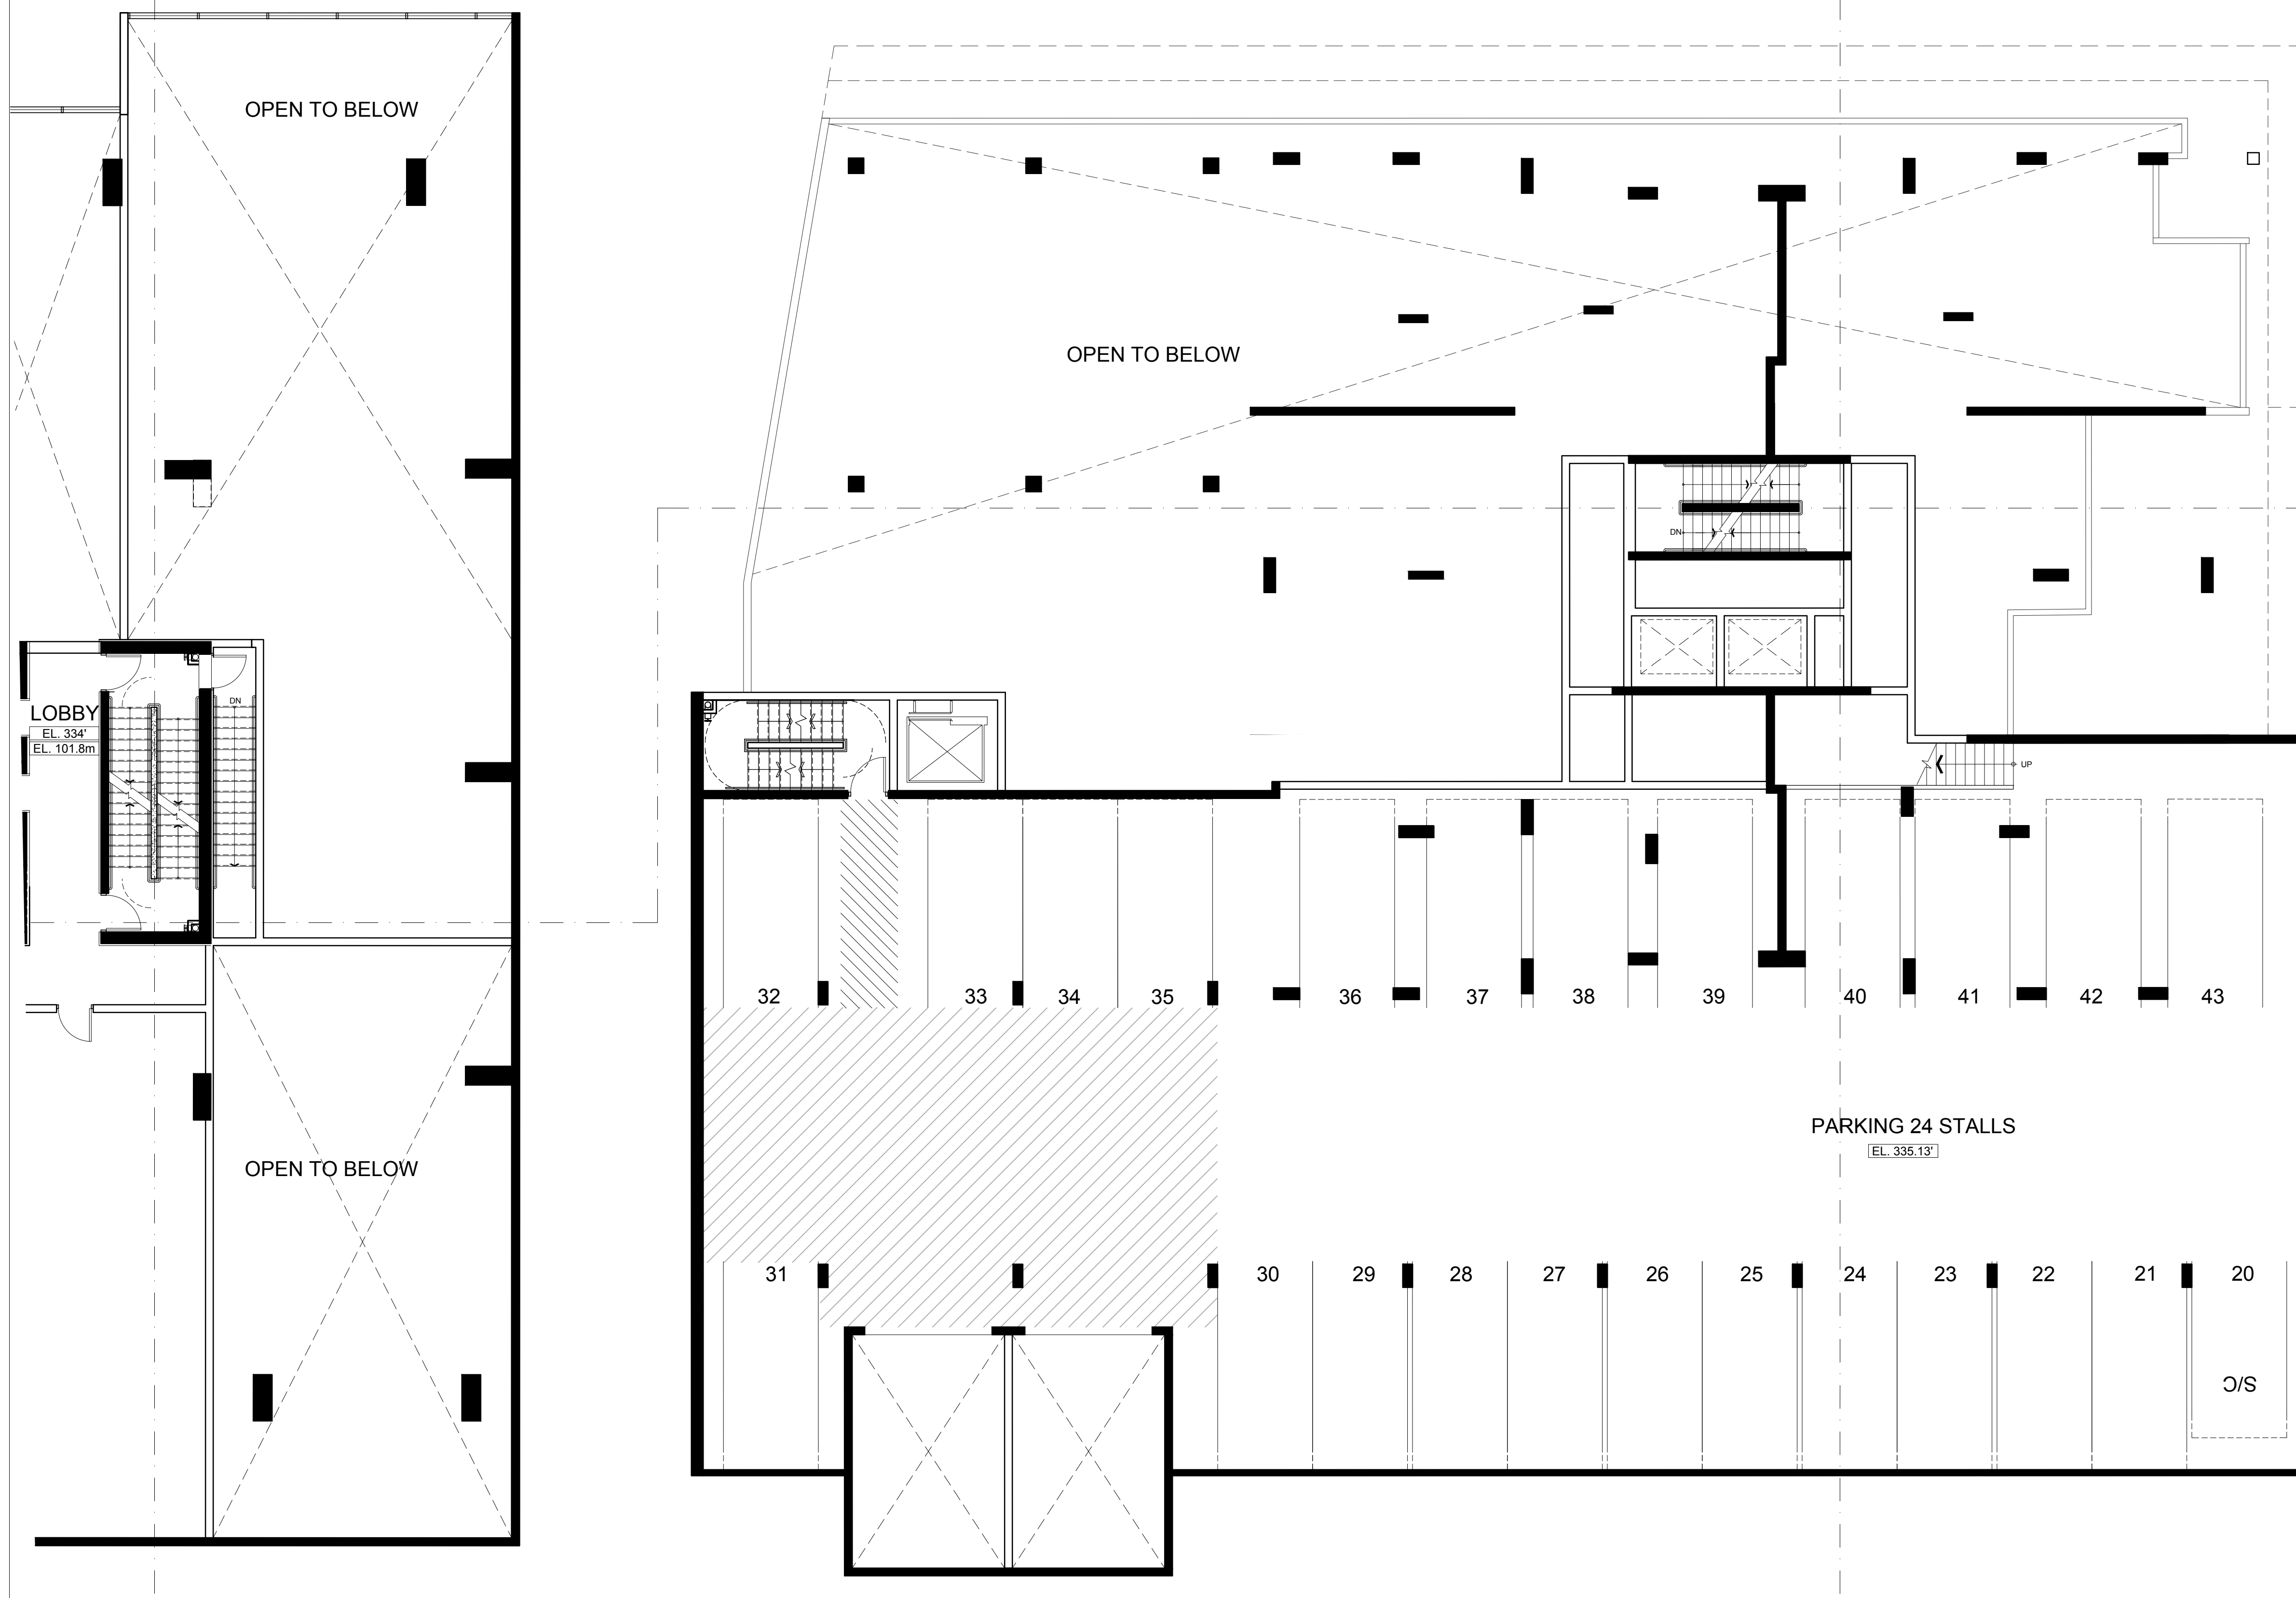 OPEN TO BELOW
OPEN TO BELOW
DN
DN
LOBBY
EL. 334'
EL. 101.8m
UP
32
33
34
35
36
37
38
39
40
41
42
43
PARKING 24 STALLS
EL. 335.13'
OPEN TO BELOW
31
30
29
28
27
26
25
24
23
22
21
20
S/C